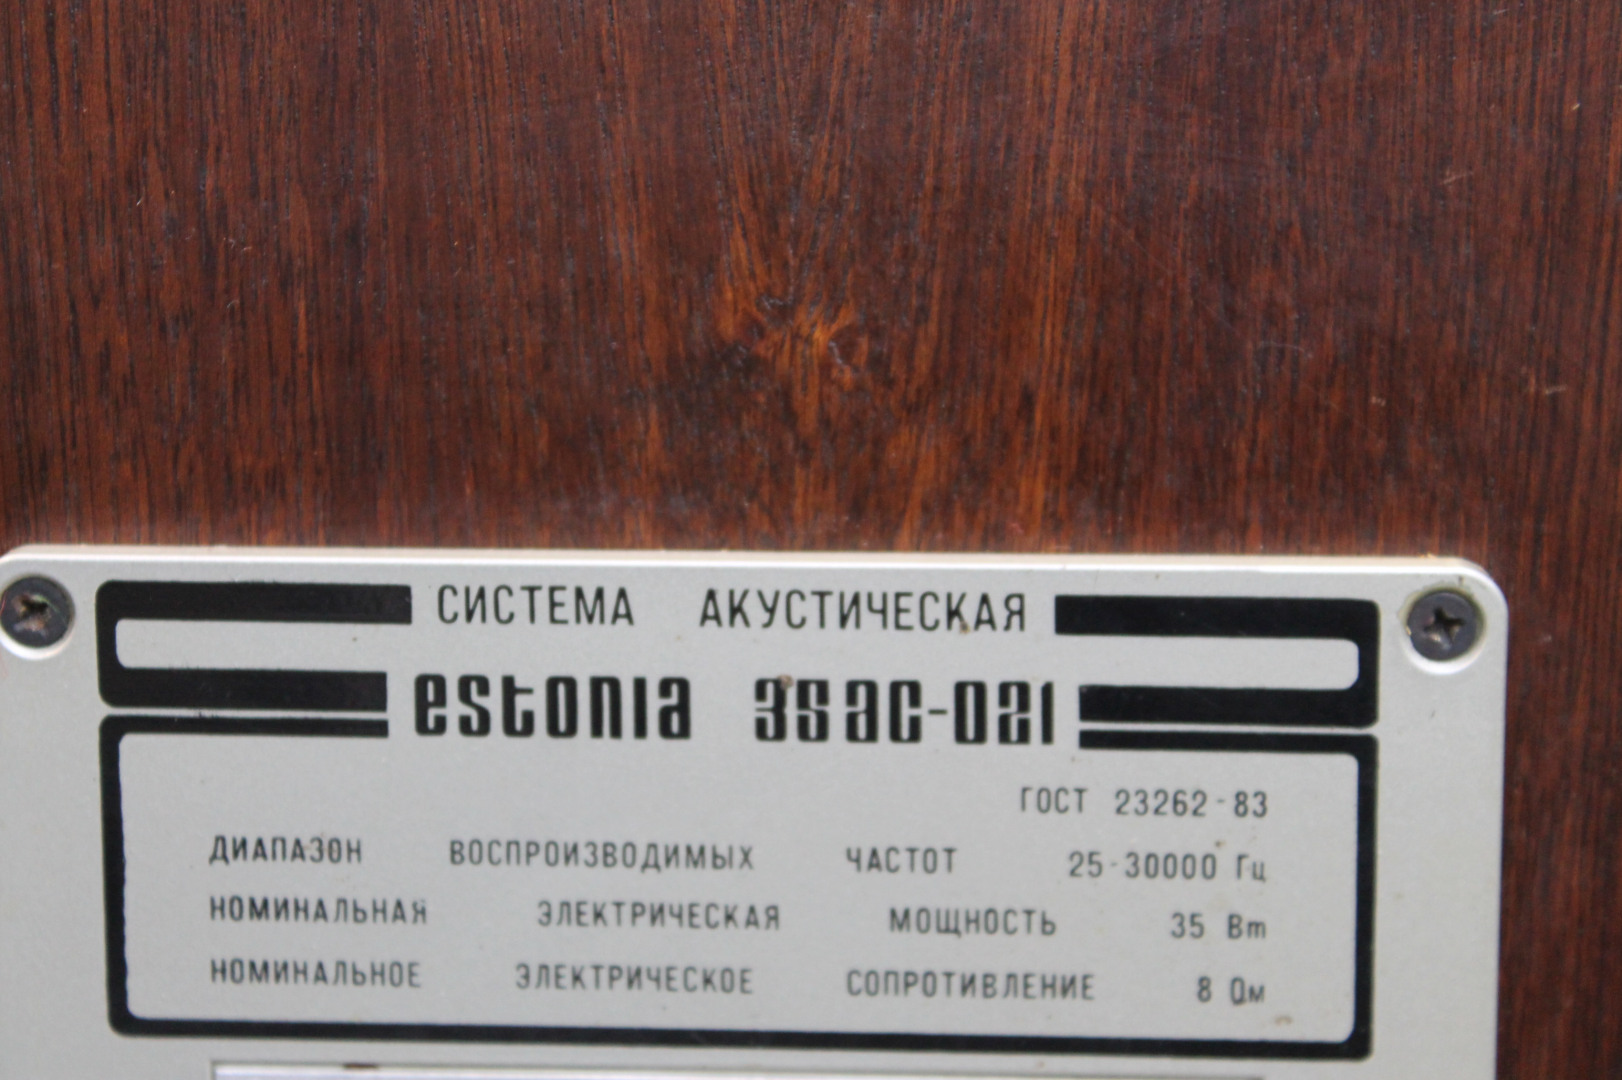 СИСТЕМА АКУСТИЧЕСКАЯ
estonia 35aC-021
ГОСТ 23262-83
ДИАПАЗОН ВОСПРОИЗВОДИМЫХ ЧАСТОТ 25-30000 Гц
НОМИНАЛЬНАЯ ЭЛЕКТРИЧЕСКАЯ МОЩНОСТЬ 35 Вт
НОМИНАЛЬНОЕ ЭЛЕКТРИЧЕСКОЕ СОПРОТИВЛЕНИЕ 8 Ом